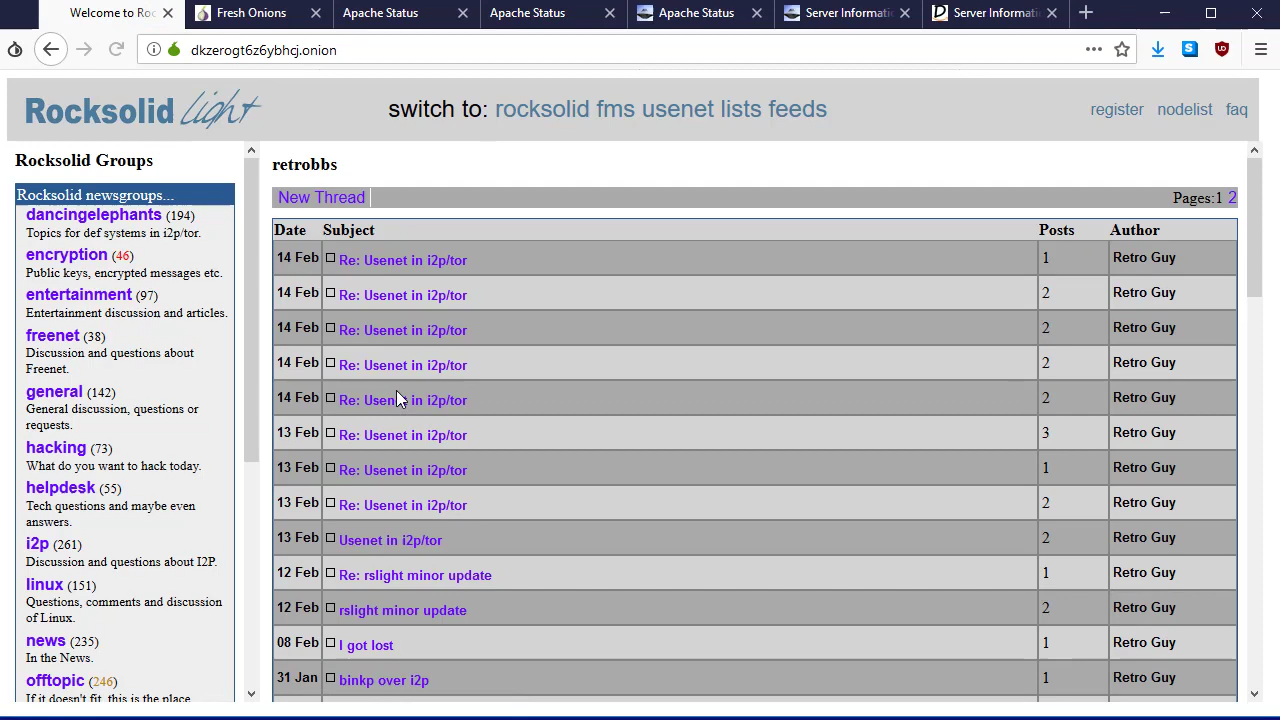 Welcome to Roc
Fresh Onions
Apache Status
Apache Status
Apache Status
Server Informati
Server Informati
dkzerogt6z6ybhcj.onion
Rocksolid light
switch to: rocksolid fms usenet lists feeds
register nodelist faq
Rocksolid Groups
Rocksolid newsgroups...
dancingelephants (194)
Topics for def systems in i2p/tor.
encryption (46)
Public keys, encrypted messages etc.
entertainment (97)
Entertainment discussion and articles.
freenet (38)
Discussion and questions about
Freenet.
general (142)
General discussion, questions or
requests.
hacking (73)
What do you want to hack today.
helpdesk (55)
Tech questions and maybe even
answers.
i2p (261)
Discussion and questions about I2P.
linux (151)
Questions, comments and discussion
of Linux.
news (235)
In the News.
offtopic (246)
If it doesn't fit, this is the place
retrobbs
New Thread
Pages:1 2
Date Subject Posts Author
14 Feb Re: Usenet in i2p/tor 1 Retro Guy
14 Feb Re: Usenet in i2p/tor 2 Retro Guy
14 Feb Re: Usenet in i2p/tor 2 Retro Guy
14 Feb Re: Usenet in i2p/tor 2 Retro Guy
14 Feb Re: Usenet in i2p/tor 2 Retro Guy
13 Feb Re: Usenet in i2p/tor 3 Retro Guy
13 Feb Re: Usenet in i2p/tor 1 Retro Guy
13 Feb Re: Usenet in i2p/tor 2 Retro Guy
13 Feb Usenet in i2p/tor 2 Retro Guy
12 Feb Re: rslight minor update 1 Retro Guy
12 Feb rslight minor update 2 Retro Guy
08 Feb I got lost 1 Retro Guy
31 Jan binkp over i2p 1 Retro Guy